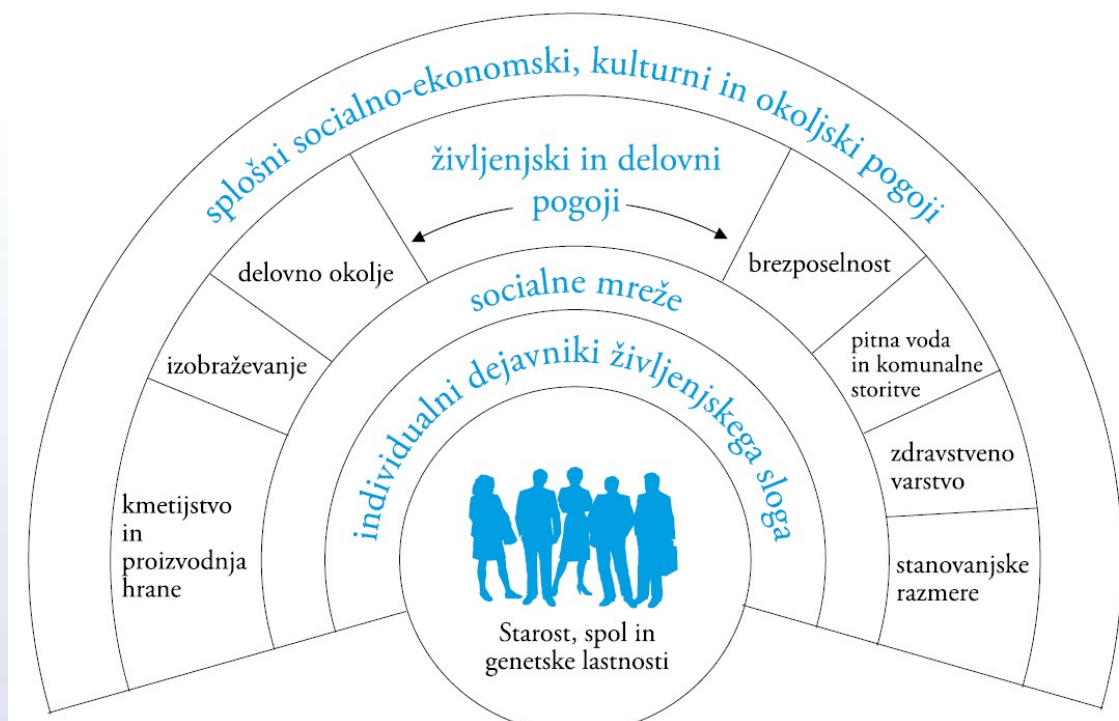 splošni socialno-ekonomski, kulturni in okoljski pogoji
življenjski in delovni
pogoji
delovno okolje
brezposelnost
socialne mreže
izobraževanje
pitna voda
in komunalne
storitve
individualni dejavniki življenjskega sloga
zdravstveno
varstvo
kmetijstvo
in
proizvodnja
hrane
stanovanjske
razmere
Starost, spol in
genetske lastnosti